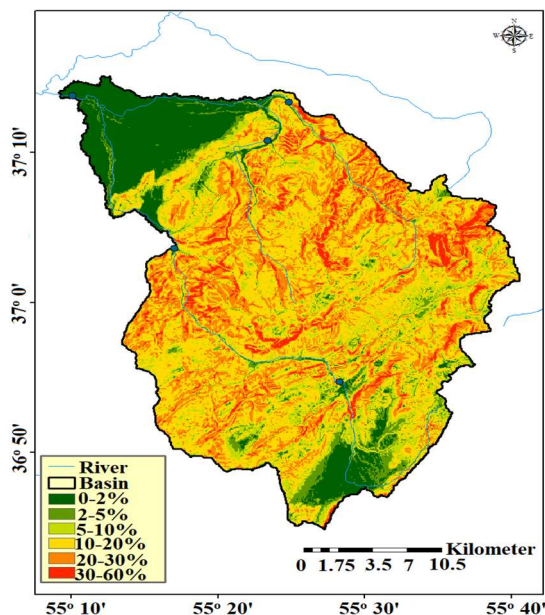 N
W E
S
37° 10'
37° 0'
36° 50'
River
Basin
0-2%
2-5%
5-10%
10-20%
20-30%
30-60%
Kilometer
0 1.75 3.5 7 10.5
55° 10' 55° 20' 55° 30' 55° 40'